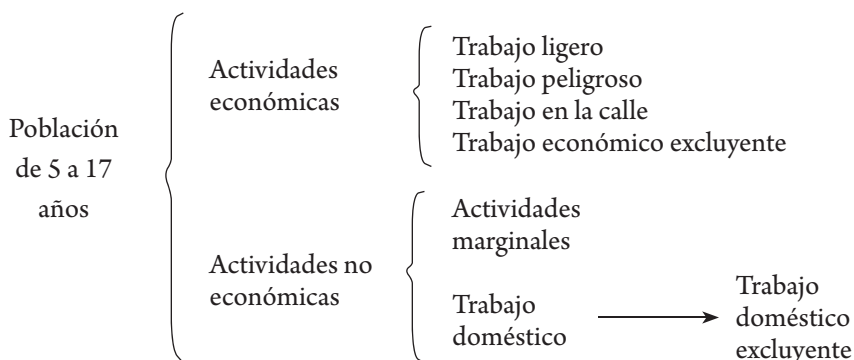 Población
de 5 a 17
años
Actividades
económicas
Trabajo ligero
Trabajo peligroso
Trabajo en la calle
Trabajo económico excluyente
Actividades no
económicas
Actividades
marginales
Trabajo
doméstico
Trabajo
doméstico
excluyente